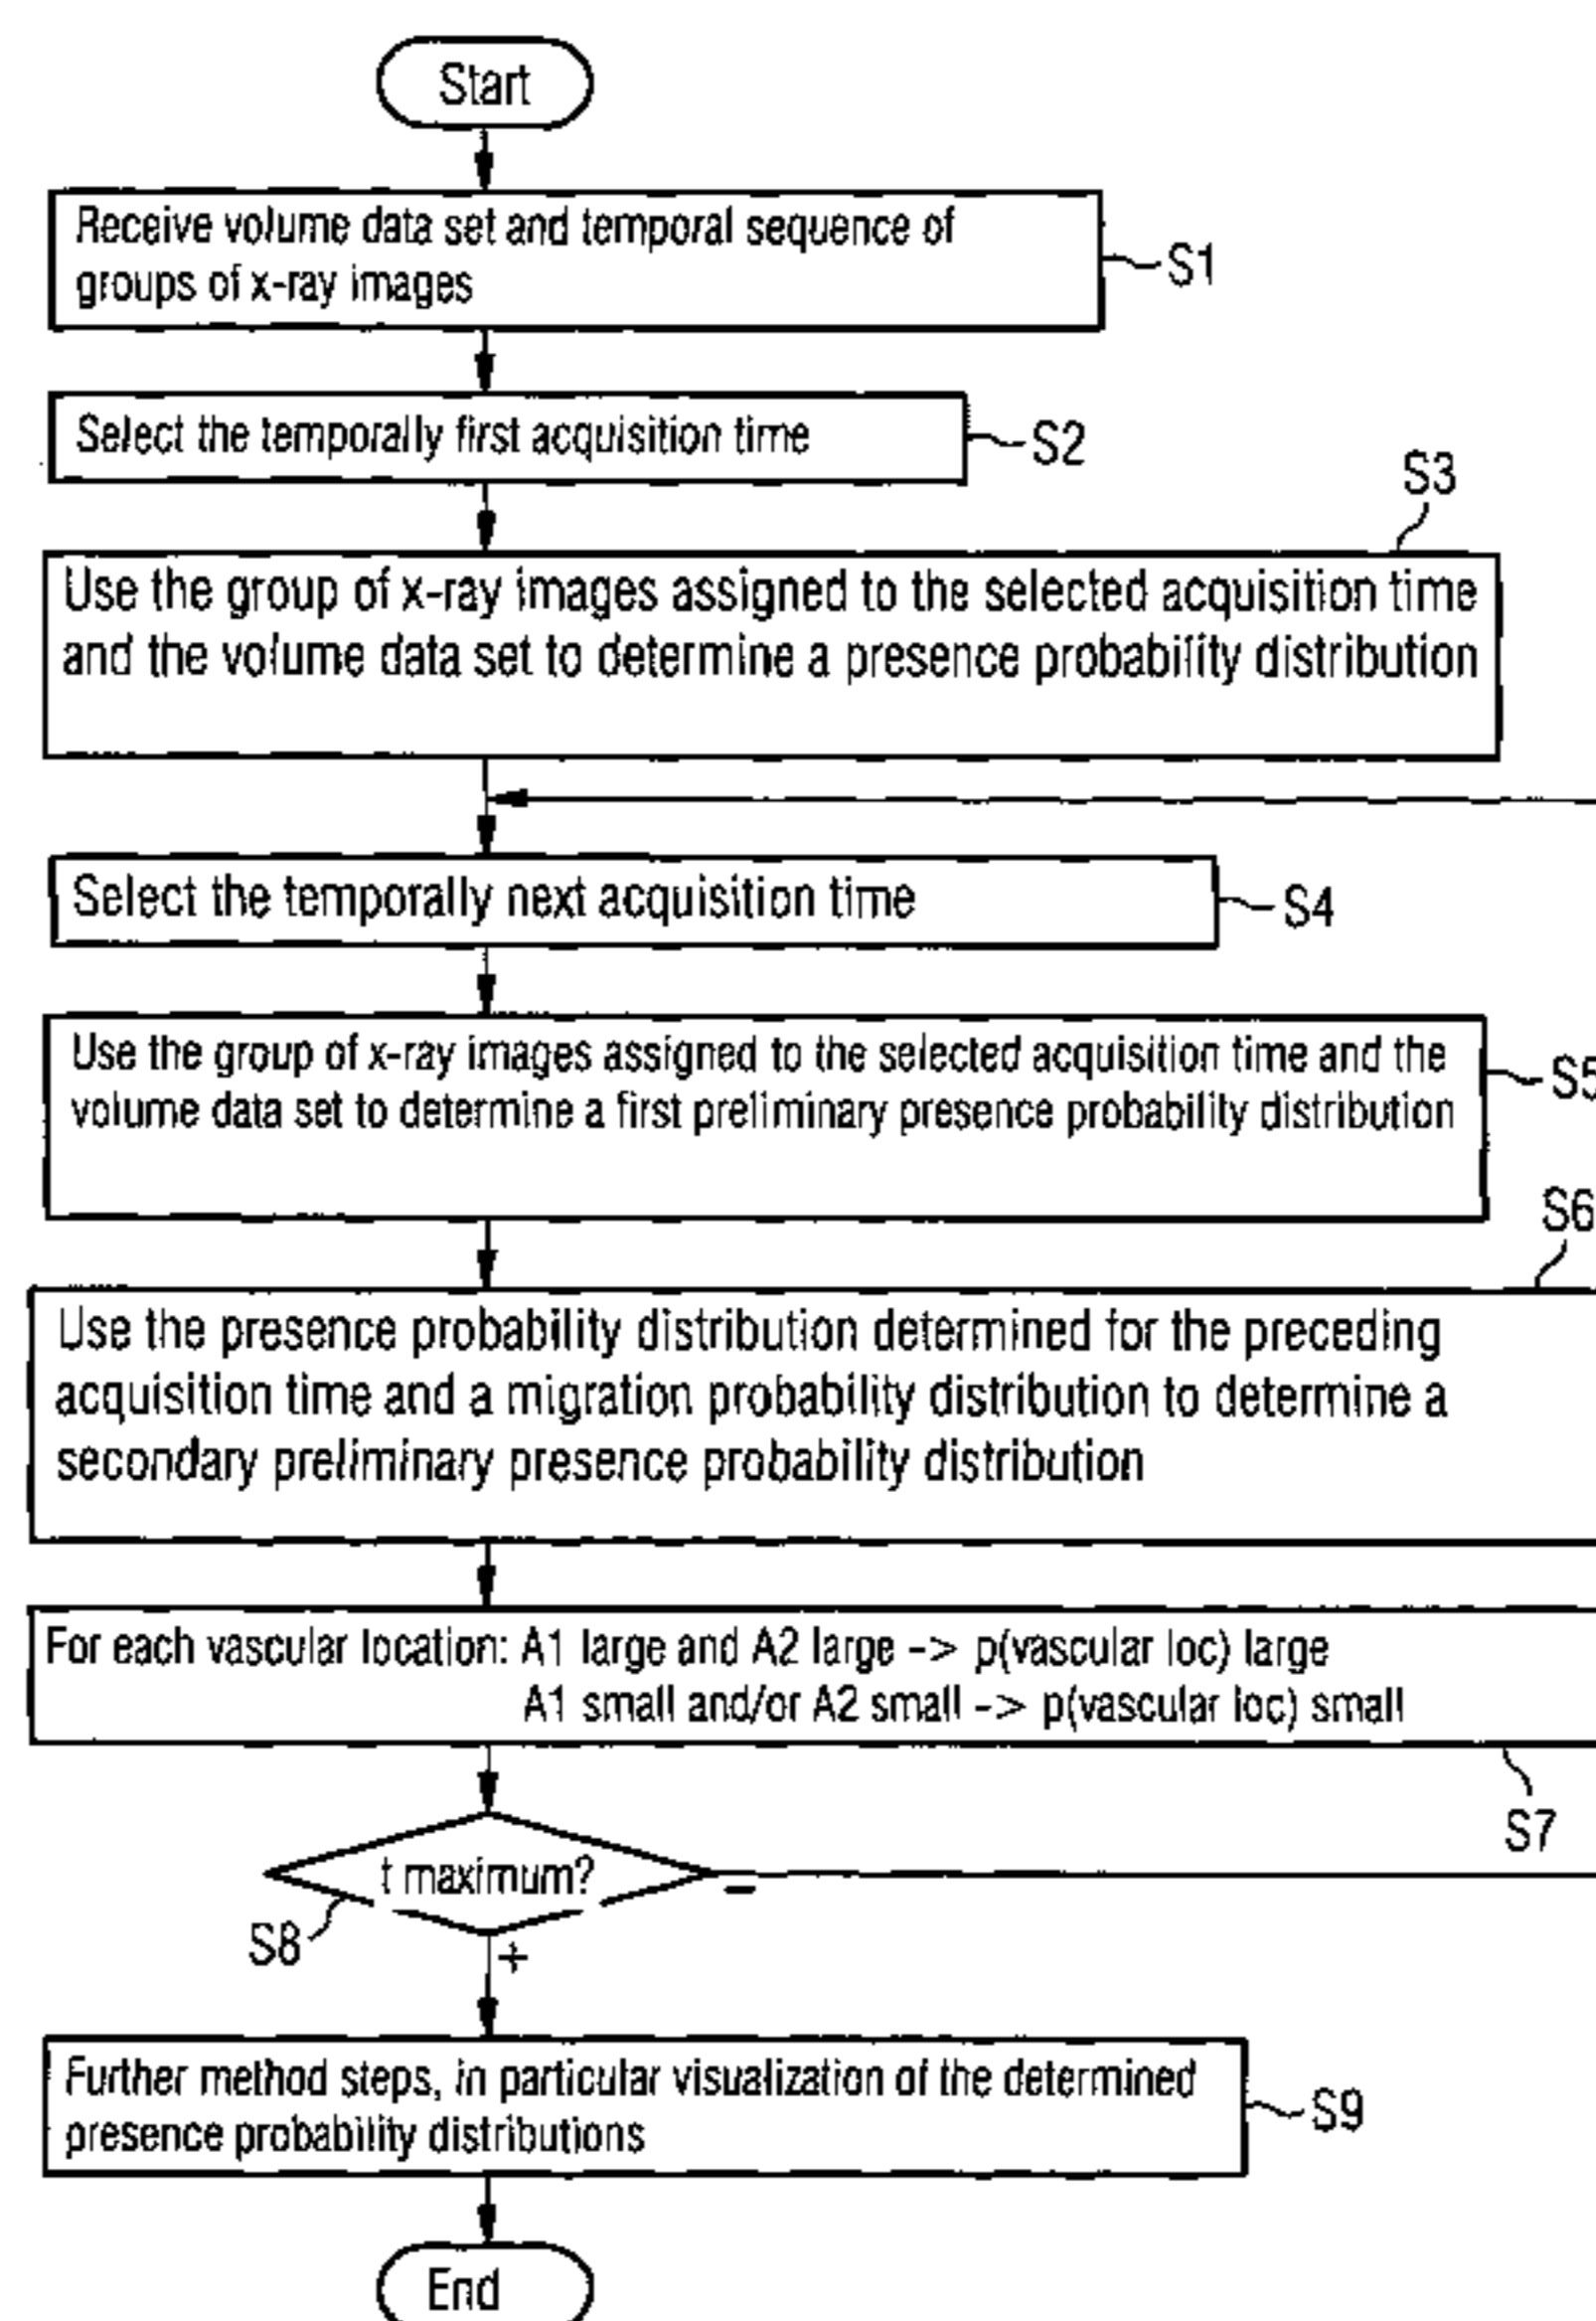 Start
Receive volume data set and temporal sequence of
groups of x-ray images
S1
Select the temporally first acquisition time
S2
S3
Use the group of x-ray images assigned to the selected acquisition time
and the volume data set to determine a presence probability distribution
Select the temporally next acquisition time
S4
Use the group of x-ray images assigned to the selected acquisition time and the
volume data set to determine a first preliminary presence probability distribution
S5
S6
Use the presence probability distribution determined for the preceding
acquisition time and a migration probability distribution to determine a
secondary preliminary presence probability distribution
For each vascular location: A1 large and A2 large -> p(vascular loc) large
A1 small and/or A2 small -> p(vascular loc) small
S7
t maximum?
–
S8
+
Further method steps, in particular visualization of the determined
presence probability distributions
S9
End